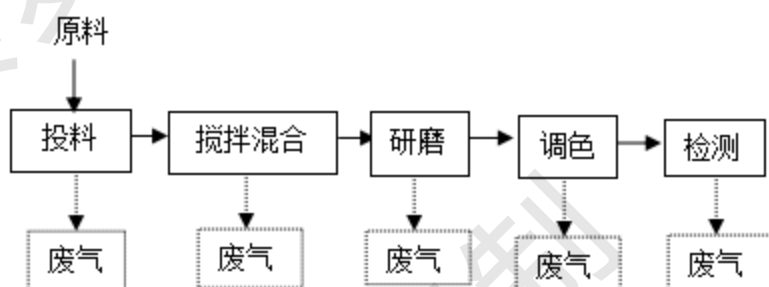 原料
投料 搅拌混合 研磨 调色 检测
废气 废气 废气 废气 废气